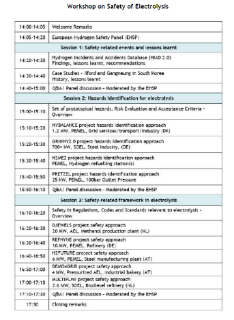 Workshop on Safety of Electrolysis
14:00-14:05 Welcome Remarks
14:05-14:20 European Hydrogen Safety Panel (EHSP)
Session 1: Safety-related events and lessons learnt
14:20-14:30 Hydrogen Incidents and Accidents Database (HIAD 2.0)
Findings, lessons learnt, recommendations
14:30-14:40 Case Studies - Ilford and Gangneung in South Korea
History, lessons learnt
14:40-15:00 Q&A: Panel discussion - Moderated by the EHSP
Session 2: Hazards identification for electrolysis
15:00-15:10 Set of protostacol hazards, Risk Evaluation and Acceptance Criteria -
Overview
15:10-15:20 HYBALANCE project hazards identification approach
1.2 MW, PEMEL, Grid services/transport/industry (DK)
15:20-15:30 project hazards identification approach
SOEL, Steel industry, (DE)
15:30-15:40 project hazards identification approach
PEMEL, Hydrogen refuelling station(s)
15:40-15:50 PRETZEL project hazards identification approach
25 kW, PEMEL, 100bar Outlet Pressure
15:50-16:10 Q&A: Panel discussion - Moderated by the EHSP
Session 3: Safety-related framework in electrolysis
16:10-16:20 Safety in Regulations, Codes and Standards relevant to electrolysis -
Overview
16:20-16:30 DJEWELS project safety approach
20 MW, AEL, Methanol production plant (NL)
16:30-16:40 REFHYNE project safety approach
10 MW, PEMEL, Refinery (DE)
16:40-16:50 H2FUTURE project safety approach
6 MW, PEMEL, Steel manufacturing plant (AT)
16:50-17:00 DEMO4GRID project safety approach
4 MW, Pressurized AEL, Industrial bakery (AT)
17:00-17:10 MULTIPLHY project safety approach
SOEL, Biodiesel refinery (NL)
17:10-17:30 Q&A: Panel discussion - Moderated by the EHSP
17:30 Closing remarks